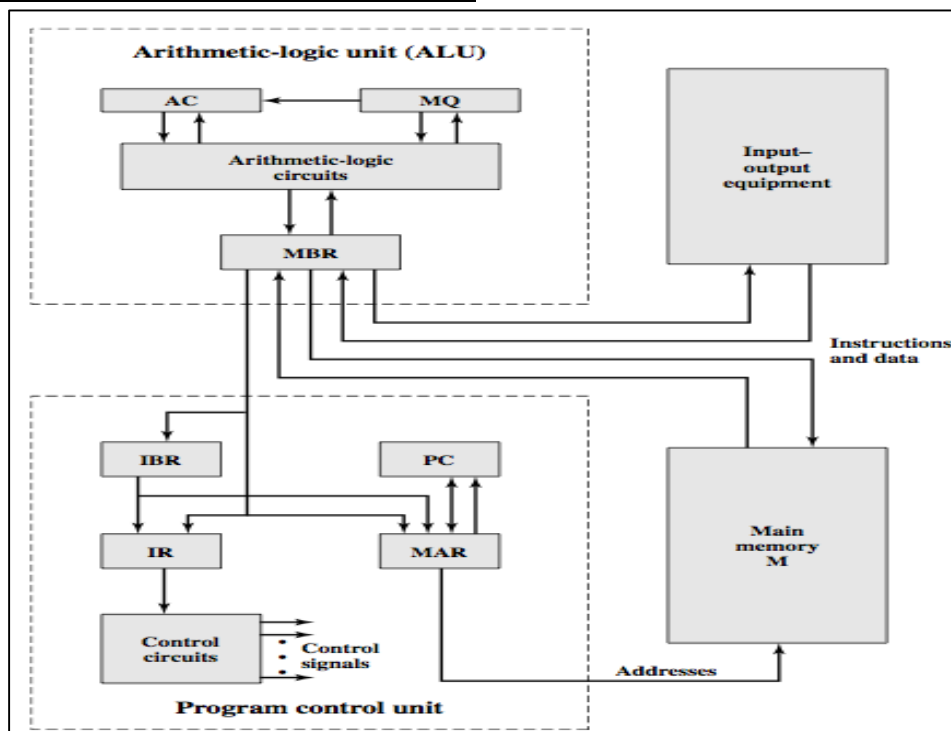 Arithmetic-logic unit (ALU)
AC
MQ
Arithmetic-logic
circuits
Input–
output
equipment
MBR
Instructions
and data
IBR
PC
IR
MAR
Main
memory
M
Control
circuits
Control
signals
Addresses
Program control unit